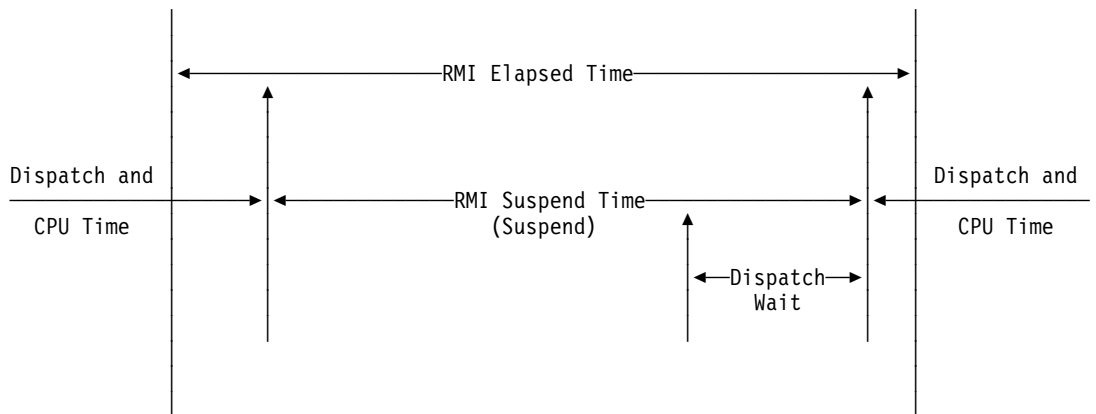 RMI Elapsed Time
Dispatch and
CPU Time
RMI Suspend Time
(Suspend)
Dispatch and
CPU Time
Dispatch
Wait